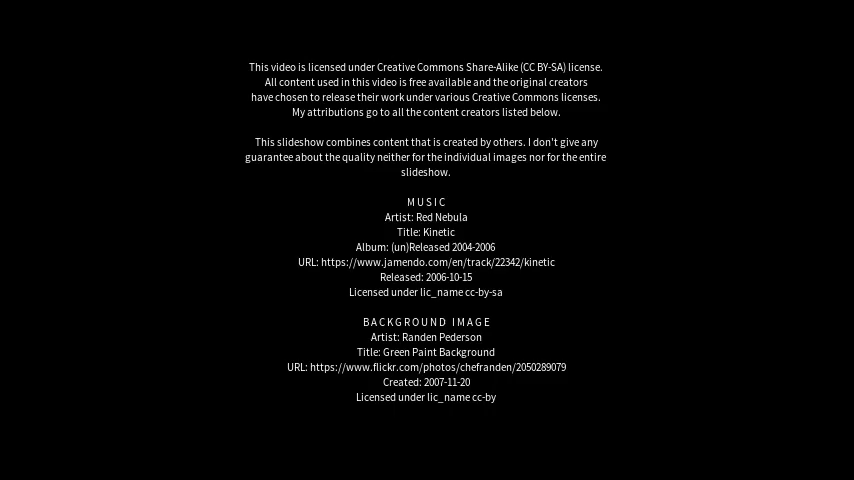 This video is licensed under Creative Commons Share-Alike (CC BY-SA) license.
All content used in this video is free available and the original creators
have chosen to release their work under various Creative Commons licenses.
My attributions go to all the content creators listed below.
This slideshow combines content that is created by others. I don't give any
guarantee about the quality neither for the individual images nor for the entire
slideshow.
MUSIC
Artist: Red Nebula
Title: Kinetic
Album: (un)Released 2004-2006
URL: https://www.jamendo.com/en/track/22342/kinetic
Released: 2006-10-15
Licensed under lic_name cc-by-sa
BACKGROUND IMAGE
Artist: Randen Pederson
Title: Green Paint Background
URL: https://www.flickr.com/photos/chefranden/2050289079
Created: 2007-11-20
Licensed under lic_name cc-by